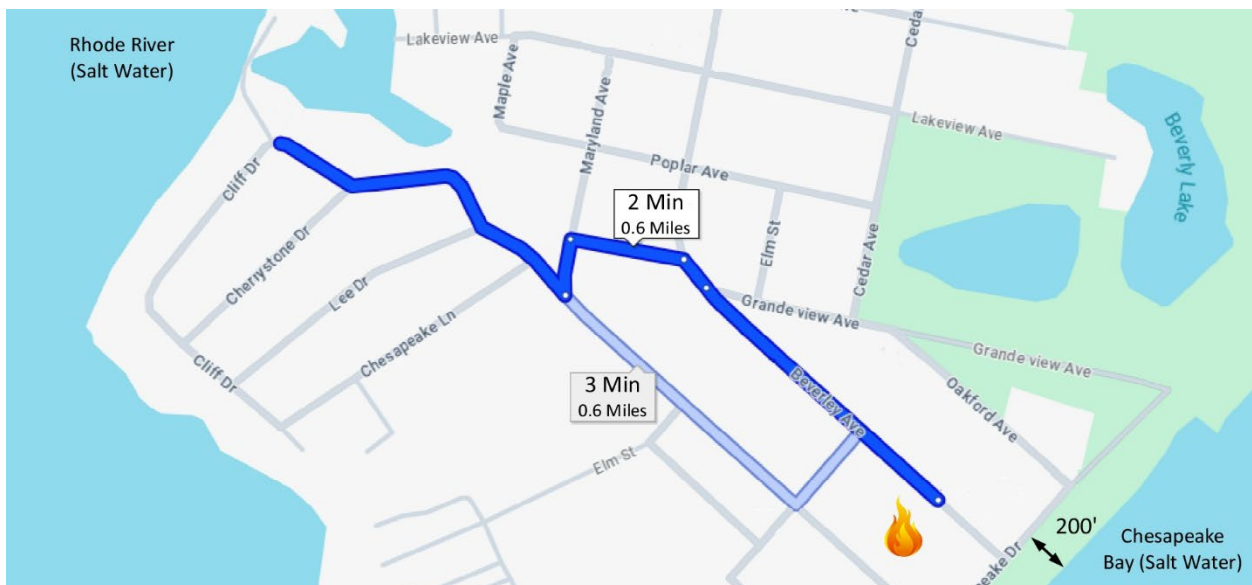 Rhode River
(Salt Water)
Lakeview Ave
Maple Ave
Maryland Ave
Cedar
Lakeview Ave
Beverly Lake
Poplar Ave
Cliff Dr
2 Min
0.6 Miles
Elm St
Cedar Ave
Cherrystone Dr
Lee Dr
Grande view Ave
Chesapeake Ln
Grande view Ave
Cliff Dr
3 Min
0.6 Miles
Beverley Ave
Oakford Ave
Elm St
200'
peake Dr
Chesapeake
Bay (Salt Water)